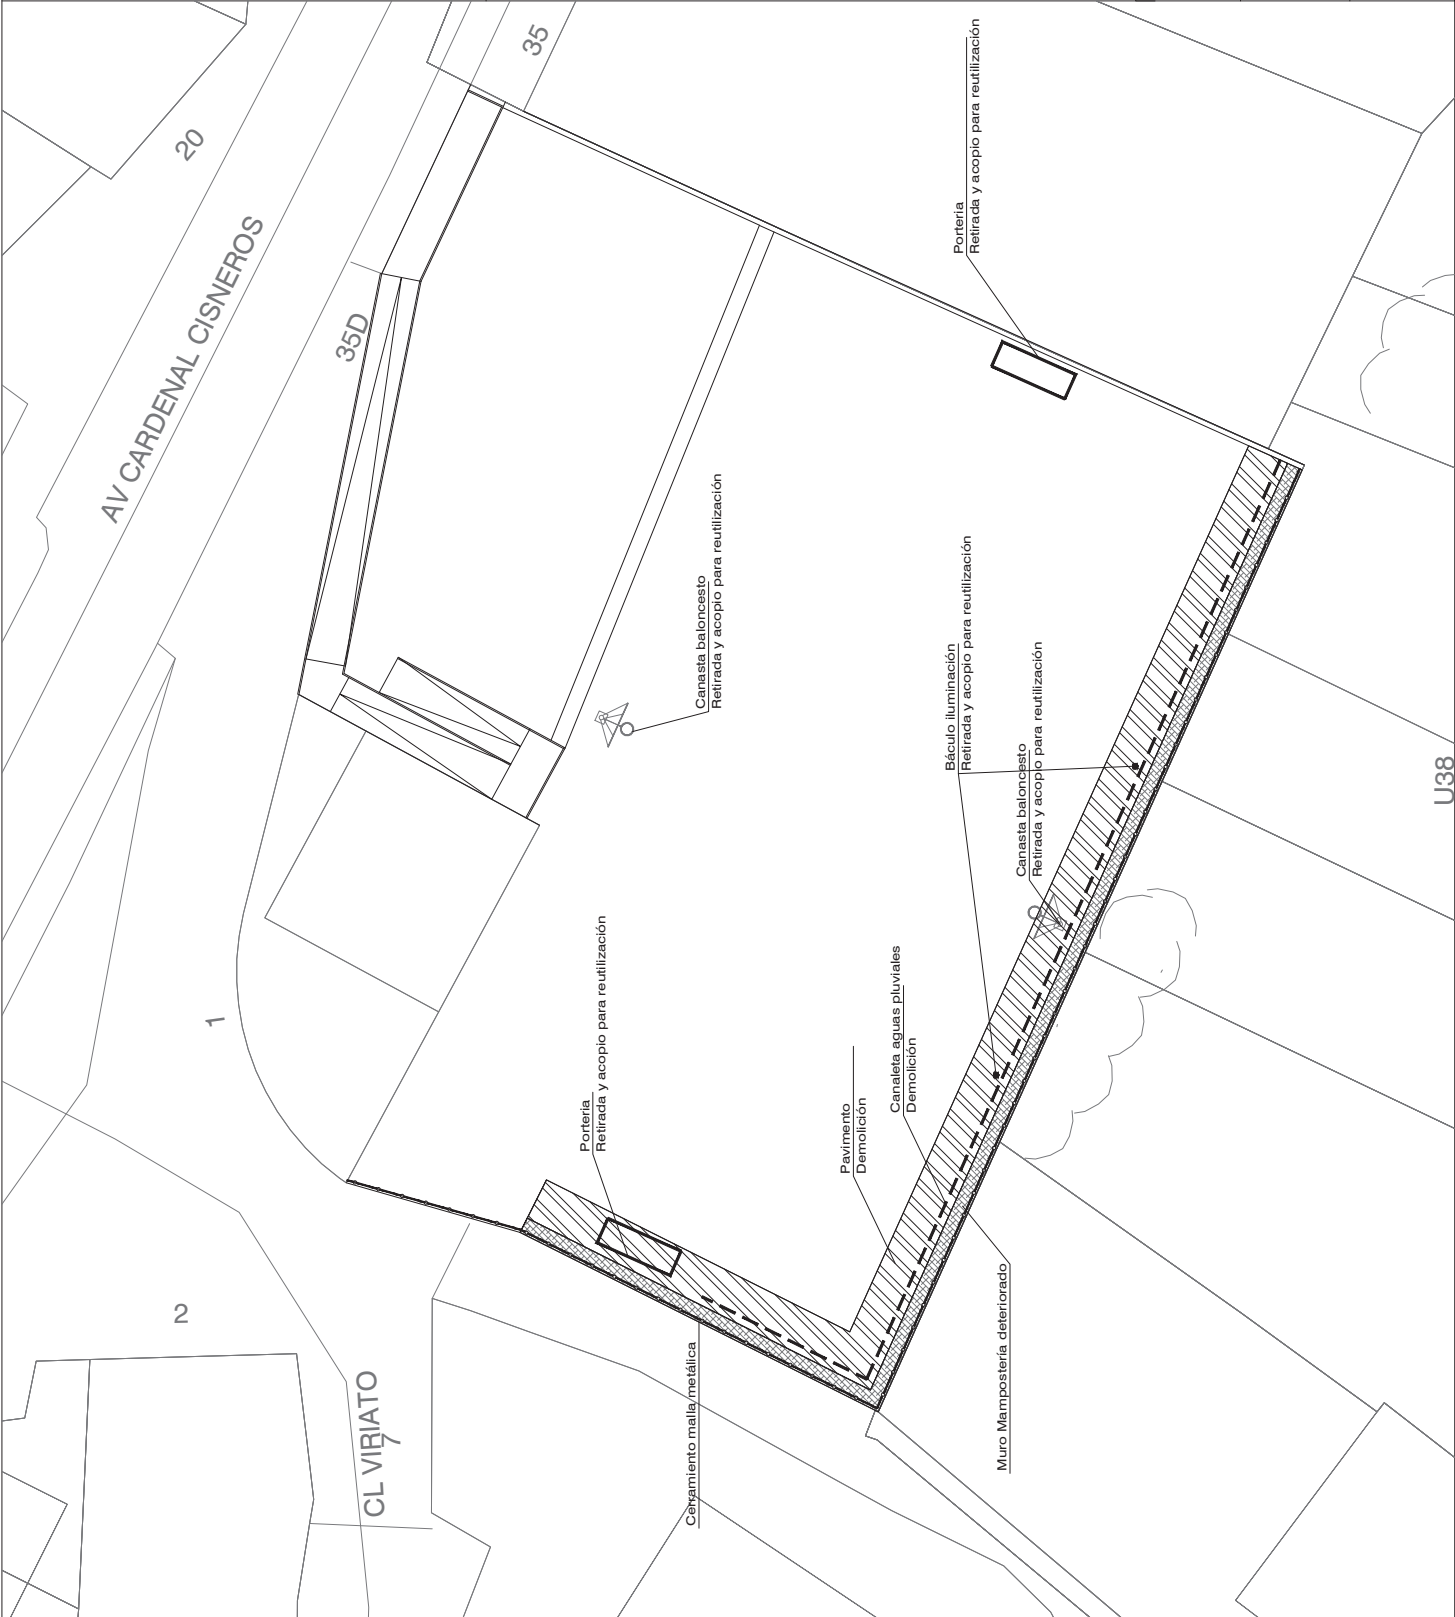 35
20
AV CARDENAL CISNEROS
35D
Porteria
Retirada y acopio para reutilización
Canasta baloncesto
Retirada y acopio para reutilización
Báculo iluminación
Retirada y acopio para reutilización
Canasta baloncesto
Retirada y acopio para reutilización
U38
1
Porteria
Retirada y acopio para reutilización
Pavimento
Demolición
Canaleta aguas pluviales
Demolición
2
CL VIRIATO
7
Cerramiento malla metálica
Muro Mampostería deteriorado